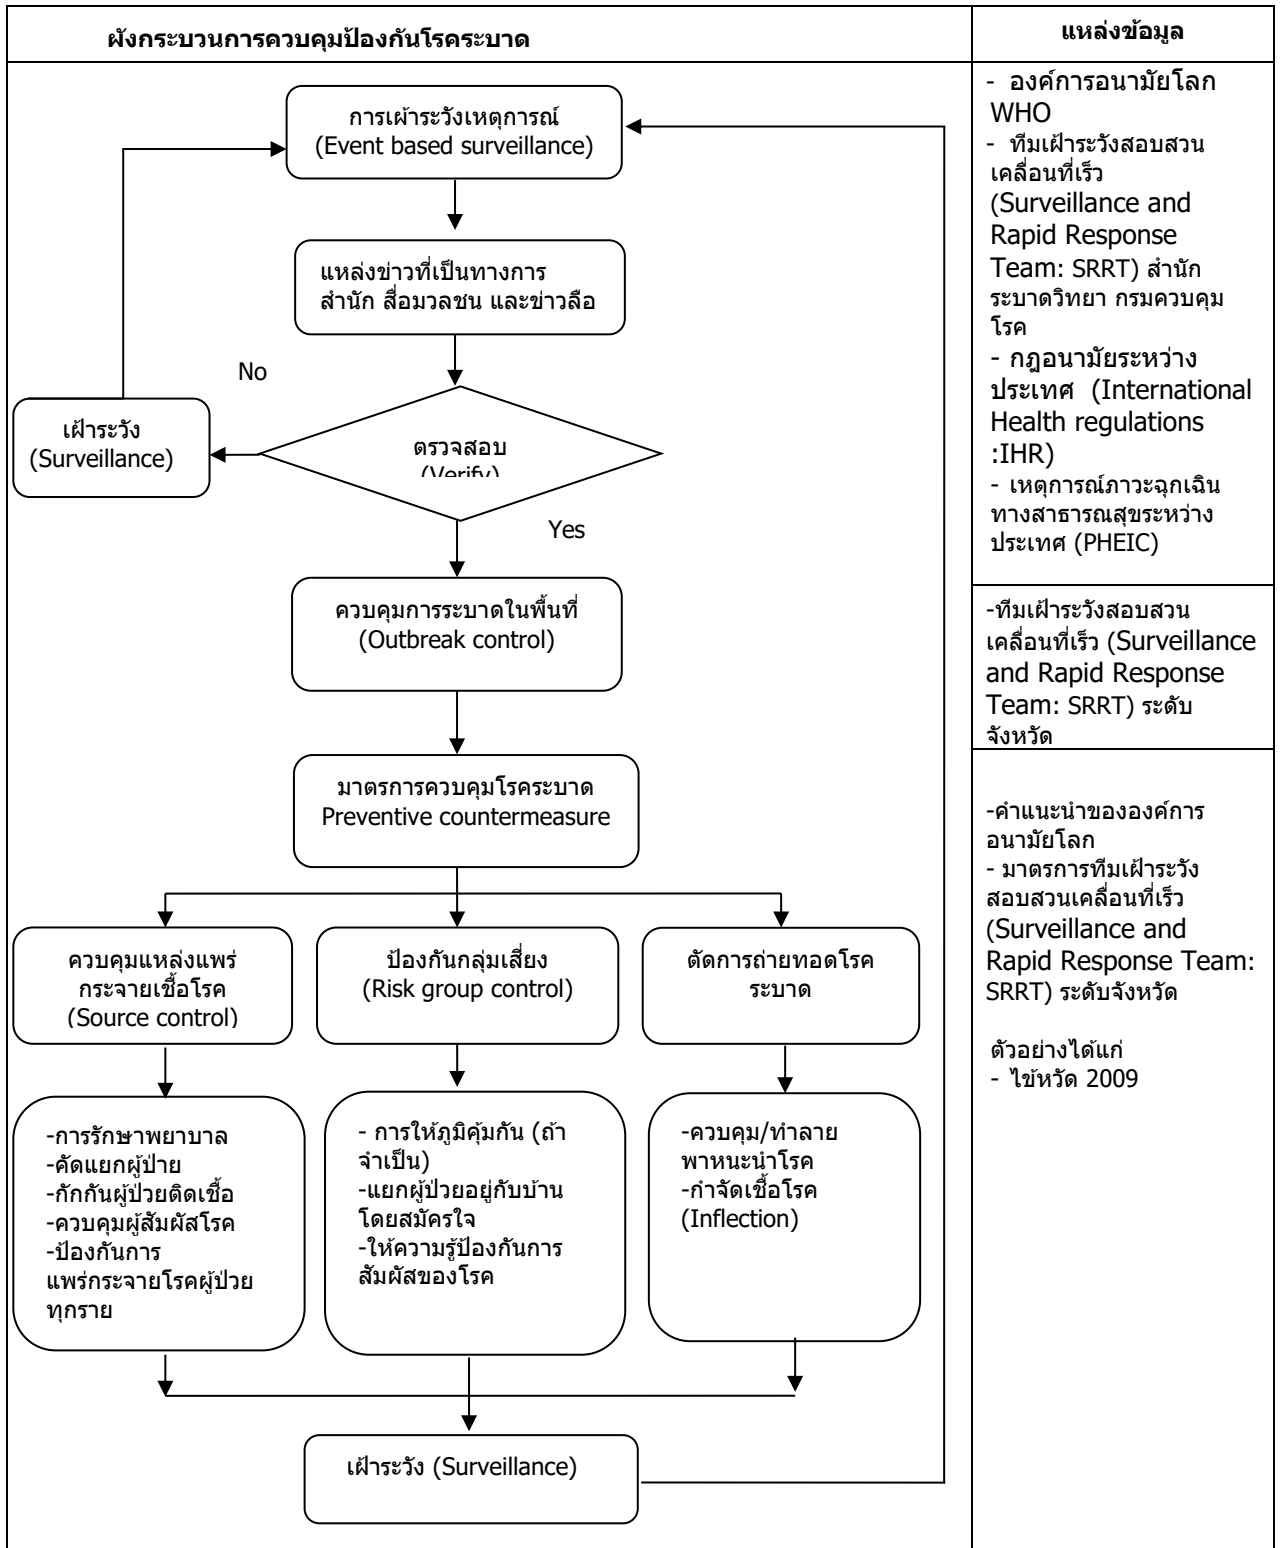 ผังกระบวนการควบคุมป้องกันโรคระบาด
แหล่งข้อมูล
การเผ้าระวังเหตุการณ์
(Event based surveillance)
แหล่งข่าวที่เป็นทางการ
สำนัก สื่อมวลชน และข่าวลือ
No
เฝ้าระวัง
(Surveillance)
ตรวจสอบ
(Verify)
Yes
ควบคุมการระบาดในพื้นที่
(Outbreak control)
มาตรการควบคุมโรคระบาด
Preventive countermeasure
ควบคุมแหล่งแพร่
กระจายเชื้อโรค
(Source control)
ป้องกันกลุ่มเสี่ยง
(Risk group control)
ตัดการถ่ายทอดโรค
ระบาด
-การรักษาพยาบาล
-คัดแยกผู้ป่าย
-กักกันผู้ป่วยติดเชื้อ
-ควบคุมผู้สัมผัสโรค
-ป้องกันการ
แพร่กระจายโรคผู้ป่วย
ทุกราย
- การให้ภูมิคุ้มกัน (ถ้า
จำเป็น)
-แยกผู้ป่วยอยู่กับบ้าน
โดยสมัครใจ
-ให้ความรู้ป้องกันการ
สัมผัสของโรค
-ควบคุม/ทำลาย
พาหนะนำโรค
-กำจัดเชื้อโรค
(Inflection)
เฝ้าระวัง (Surveillance)
- องค์การอนามัยโลก
WHO
- ทีมเฝ้าระวังสอบสวน
เคลื่อนที่เร็ว
(Surveillance and
Rapid Response
Team: SRRT) สำนัก
ระบาดวิทยา กรมควบคุม
โรค
- กฎอนามัยระหว่าง
ประเทศ (International
Health regulations
:IHR)
- เหตุการณ์ภาวะฉุกเฉิน
ทางสาธารณสุขระหว่าง
ประเทศ (PHEIC)
-ทีมเฝ้าระวังสอบสวน
เคลื่อนที่เร็ว (Surveillance
and Rapid Response
Team: SRRT) ระดับ
จังหวัด
-คำแนะนำขององค์การ
อนามัยโลก
- มาตรการทีมเฝ้าระวัง
สอบสวนเคลื่อนที่เร็ว
(Surveillance and
Rapid Response Team:
SRRT) ระดับจังหวัด
ตัวอย่างได้แก่
- ไข้หวัด 2009